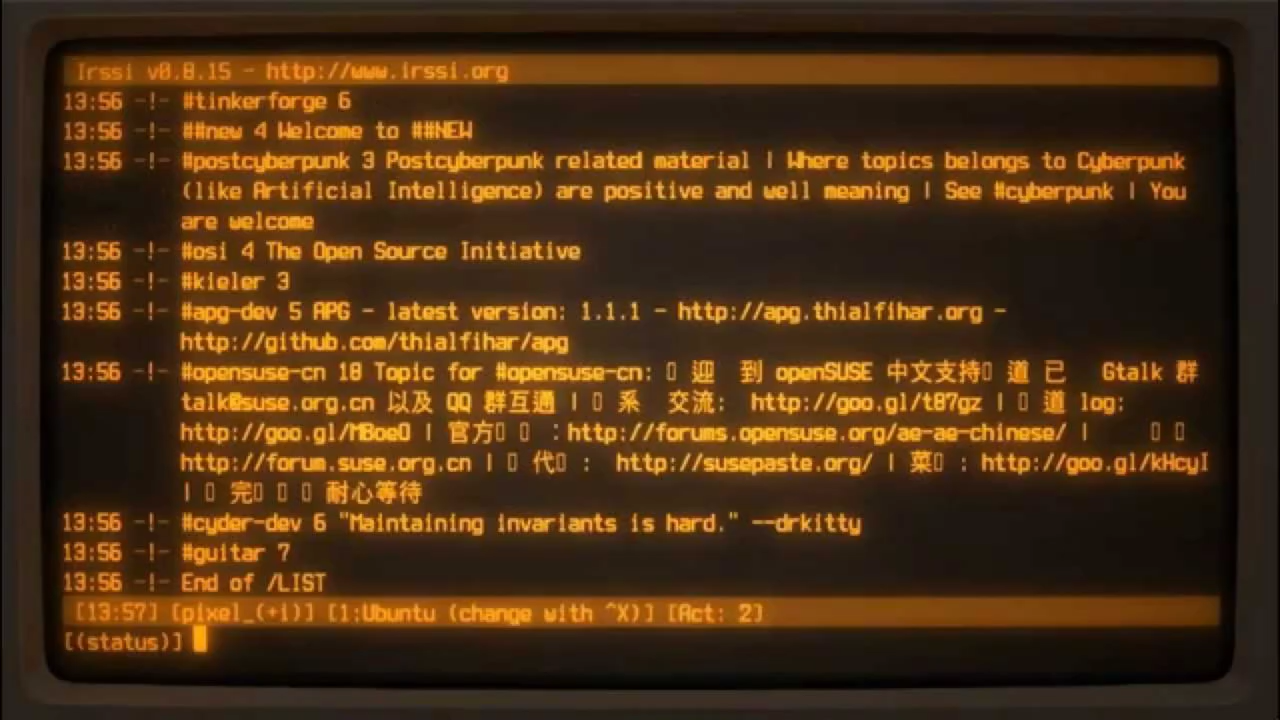 Irssi v0.8.15 - http://www.irssi.org
13:56 -!- #tinkerforge 6
13:56 -!- ##new 4 Welcome to ##NEW
13:56 -!- #postcyberpunk 3 Postcyberpunk related material | Where topics belongs to Cyberpunk
(like Artificial Intelligence) are positive and well meaning | See #cyberpunk | You
are welcome
13:56 -!- #osi 4 The Open Source Initiative
13:56 -!- #kieler 3
13:56 -!- #apg-dev 5 APG - latest version: 1.1.1 - http://apg.thialfihar.org -
http://github.com/thialfihar/apg
13:56 -!- #opensuse-cn 18 Topic for #opensuse-cn: ▯ 迎 到 openSUSE 中文支持▯ 道 已 Gtalk 群
talk@suse.org.cn 以及 QQ 群互通 | ▯ 系 交流: http://goo.gl/t87gz | ▯ 道 log:
http://goo.gl/MBoeO | 官方▯ ▯ :http://forums.opensuse.org/ae-ae-chinese/ | ▯ ▯
http://forum.suse.org.cn | ▯ 代▯ : http://susepaste.org/ | 菜▯ : http://goo.gl/kHcyI
| ▯ 完▯ ▯ ▯ 耐心等待
13:56 -!- #cyder-dev 6 "Maintaining invariants is hard." --drkitty
13:56 -!- #guitar 7
13:56 -!- End of /LIST
[13:57] [pixel_(+i)] [1:Ubuntu (change with ^X)] [Act: 2]
[(status)]